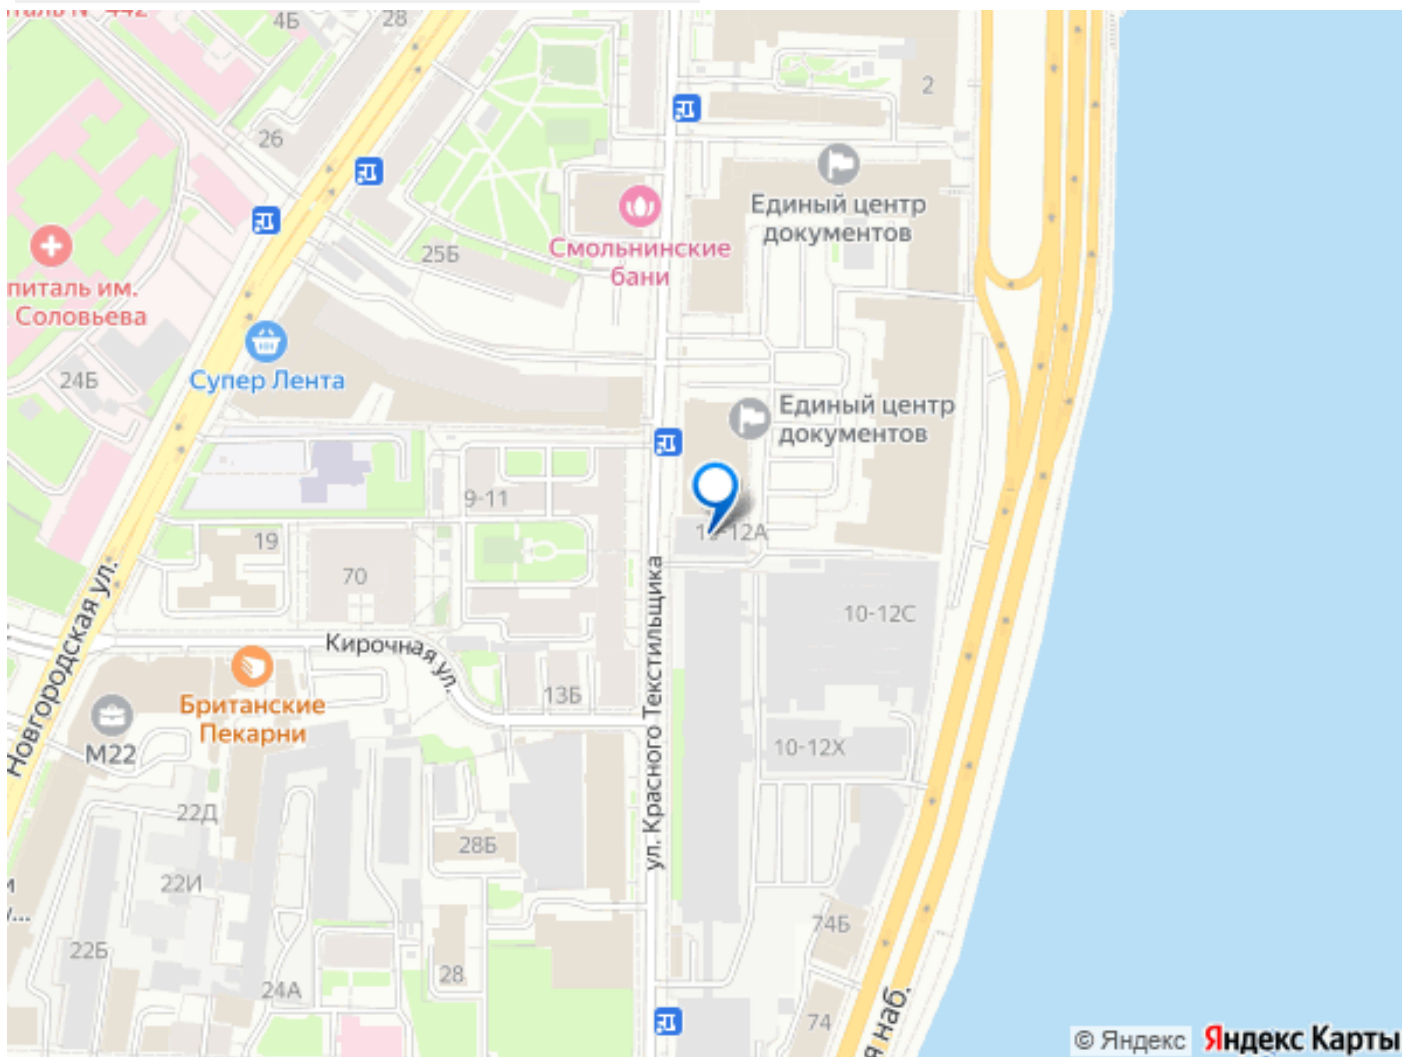 4Б
28
2
26
Единый центр
документов
Смольнинские
бани
25Б
питаль им.
Соловьева
24Б
Супер Лента
Единый центр
документов
9-11
19
70
10-12С
Кирочная ул.
ул. Красного Текстильщика
Новгородская ул.
13Б
Британские
Пекарни
М22
10-12Х
22Д
28Б
22И
74Б
22Б
28
24А
74
я наб.
© Яндекс Яндекс Карты